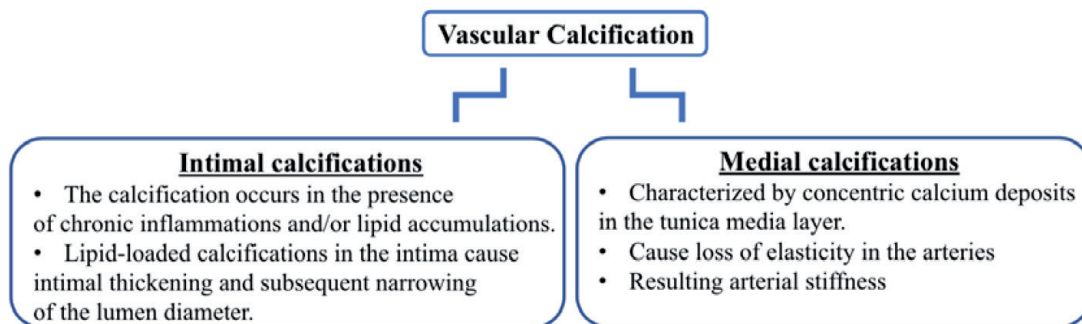 Vascular Calcification
Intimal calcifications
• The calcification occurs in the presence
of chronic inflammations and/or lipid accumulations.
• Lipid-loaded calcifications in the intima cause
intimal thickening and subsequent narrowing
of the lumen diameter.
Medial calcifications
• Characterized by concentric calcium deposits
in the tunica media layer.
• Cause loss of elasticity in the arteries
• Resulting arterial stiffness